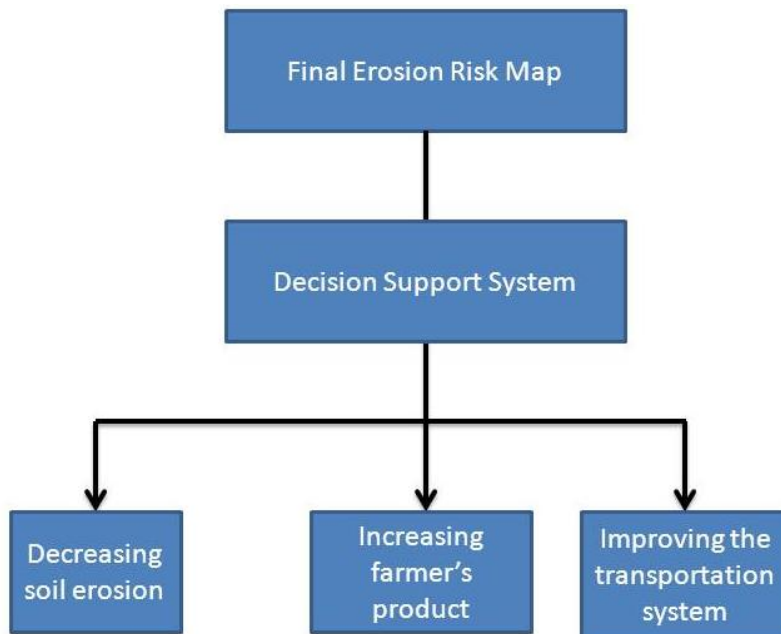 Final Erosion Risk Map
Decision Support System
Decreasing
soil erosion
Increasing
farmer’s
product
Improving the
transportation
system